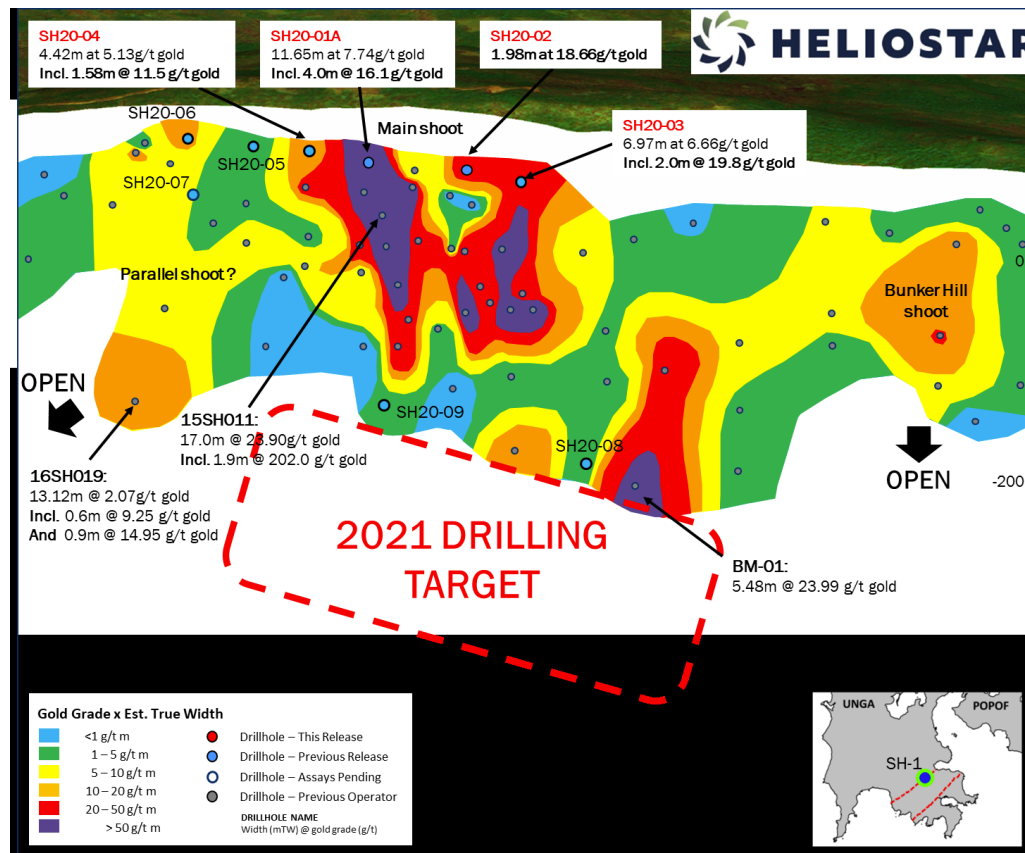 SH20-04
4.42m at 5.13g/t gold
Incl. 1.58m @ 11.5 g/t gold
SH20-01A
11.65m at 7.74g/t gold
Incl. 4.0m @ 16.1g/t gold
SH20-02
1.98m at 18.66g/t gold
HELIOSTAR
SH20-03
6.97m at 6.66g/t gold
Incl. 2.0m @ 19.8g/t gold
SH20-06
Main shoot
SH20-05
SH20-07
Parallel shoot ?
0
Bunker Hill
shoot
OPEN
15SH011:
17.0m @ 23.90g/t gold
Incl. 1.9m @ 202.0 g/t gold
SH20-09
SH20-08
16SH019:
13.12m @ 2.07g/t gold
Incl. 0.6m @ 9.25 g/t gold
And 0.9m @ 14.95 g/t gold
OPEN
-200
2021 DRILLING
TARGET
BM-01:
5.48m @ 23.99 g/t gold
Gold Grade x Est. True Width
<1 g/t m
1 – 5 g/t m
5 – 10 g/t m
10 – 20 g/t m
20 – 50 g/t m
> 50 g/t m
Drillhole – This Release
Drillhole – Previous Release
Drillhole – Assays Pending
Drillhole – Previous Operator
DRILLHOLE NAME
Width (mTW) @ gold grade (g/t)
UNGA
POPOF
SH-1